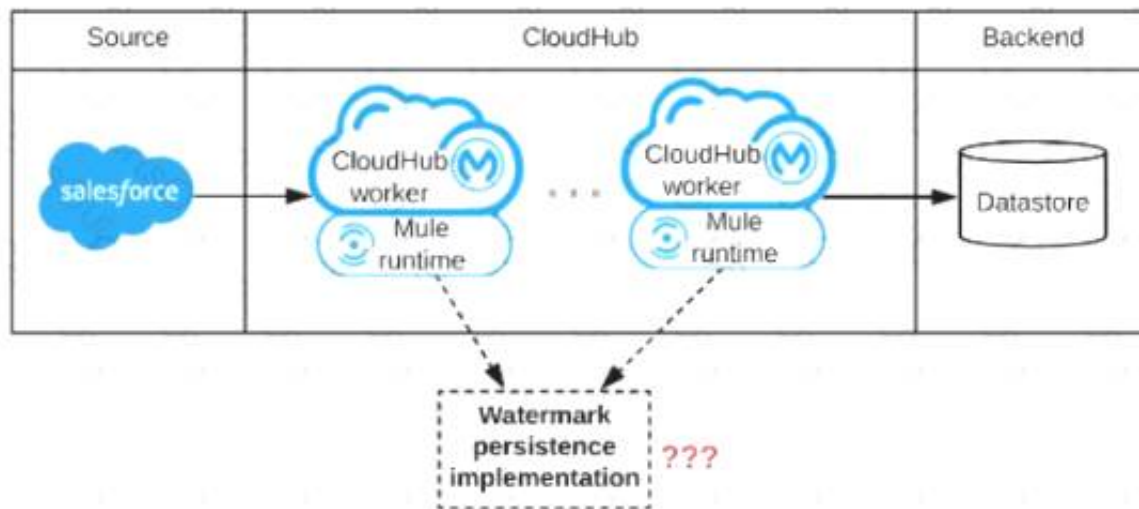 Source
CloudHub
Backend
salesforce
CloudHub
worker
Mule
runtime
...
CloudHub
worker
Mule
runtime
Datastore
Watermark
persistence
implementation
???